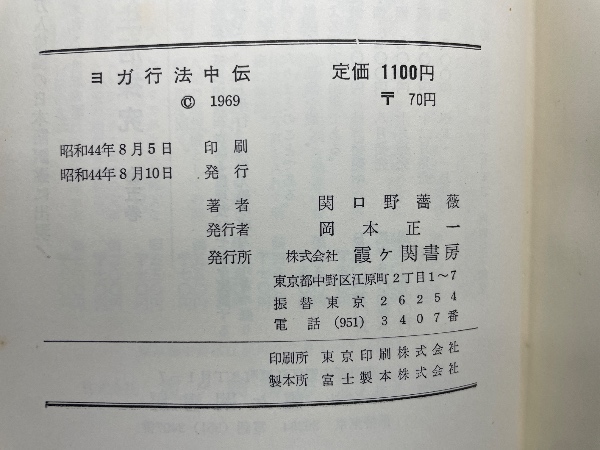 ヨガ行法中伝 定価 1100円
© 1969 〒 70円
昭和44年8月5日 印刷
昭和44年8月10日 発行
著者 関口野薔薇
発行者 岡本正一
発行所 株式会社 霞ケ関書房
東京都中野区江原町2丁目1〜7
振替東京 26254
電話 (951) 3407番
印刷所 東京印刷株式会社
製本所 富士製本株式会社